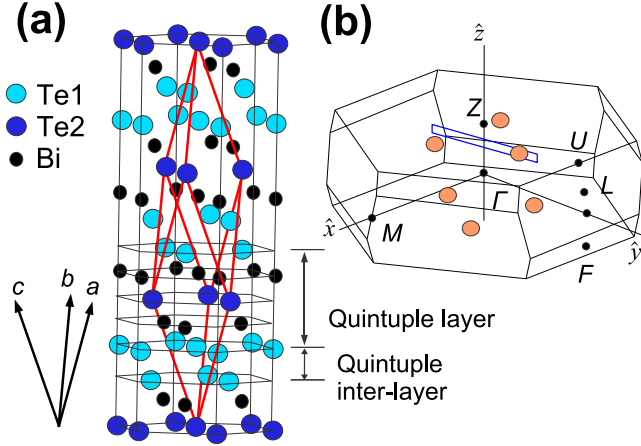 (a)
Te1
Te2
Bi
c
b
a
Quintuple layer
Quintuple
inter-layer
(b)
ẑ
Z
U
L
Γ
x̂
M
ŷ
F